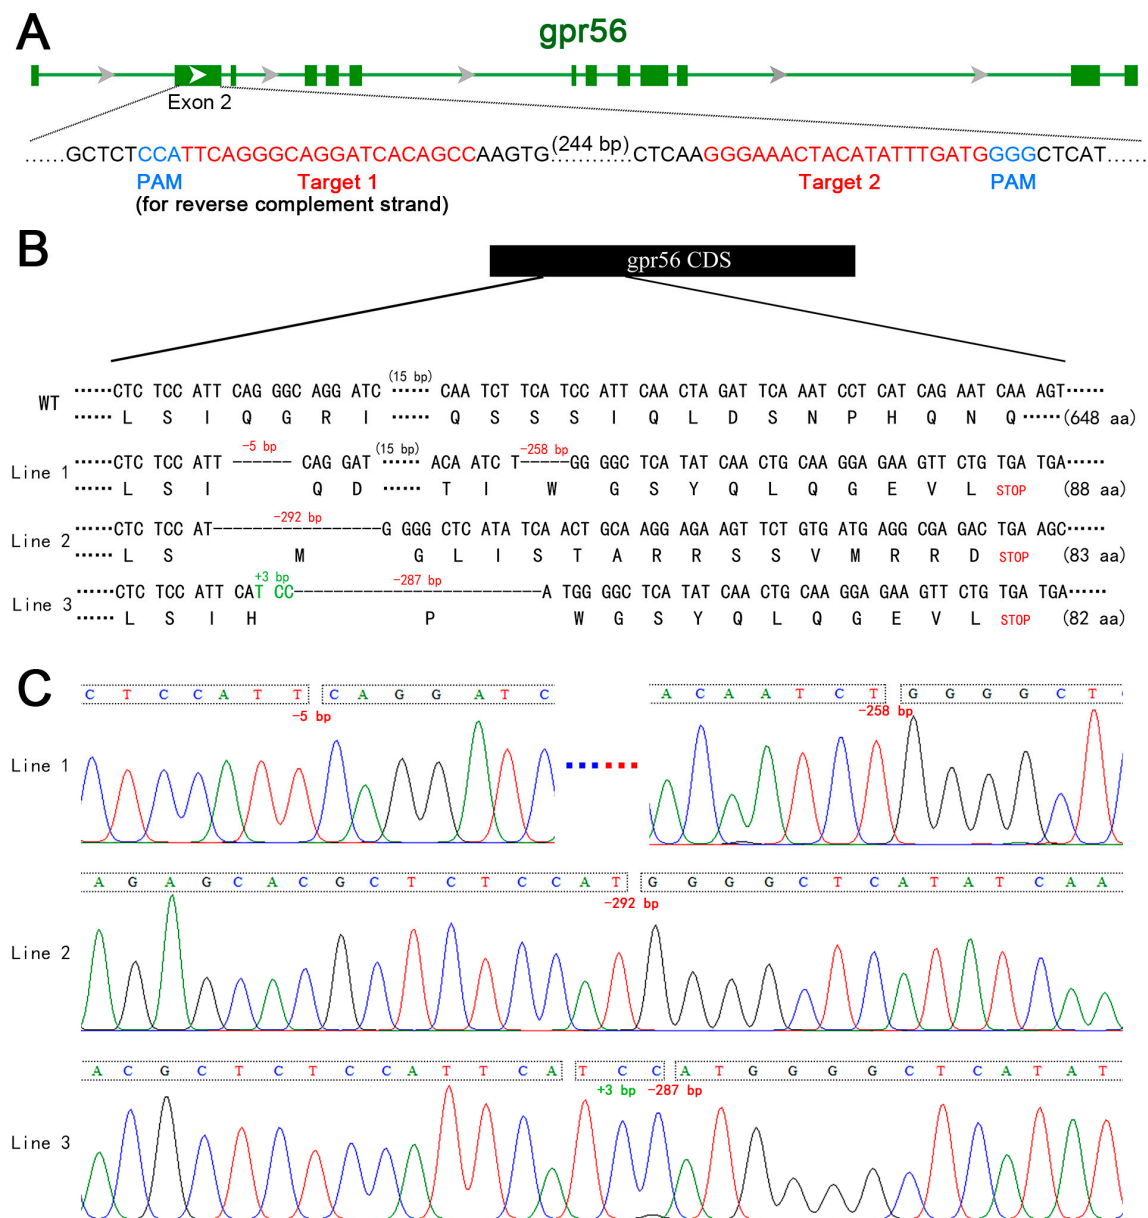 A
gpr56
Exon 2
......GCTCTCCATTCAGGGCAGGATCACAGCCAAGTG...........(244 bp)............CTCAAGGGAAACTACATATTTGATGGGGCTCAT......
PAM Target 1 Target 2 PAM
(for reverse complement strand)
B
gpr56 CDS
WT ······CTC TCC ATT CAG GGC AGG ATC (15 bp) ······ CAA TCT TCA TCC ATT CAA CTA GAT TCA AAT CCT CAT CAG AAT CAA AGT······
······ L S I Q G R I ······ Q S S S I Q L D S N P H Q N Q ······(648 aa)
-5 bp (15 bp) -258 bp
Line 1 ······CTC TCC ATT ------ CAG GAT ······ ACA ATC T-----GG GGC TCA TAT CAA CTG CAA GGA GAA GTT CTG TGA TGA······
······ L S I Q D ······ T I W G S Y Q L Q G E V L STOP (88 aa)
-292 bp
Line 2 ······CTC TCC AT-----------------G GGG CTC ATA TCA ACT GCA AGG AGA AGT TCT GTG ATG AGG CGA GAC TGA AGC······
······ L S M G L I S T A R R S S V M R R D STOP (83 aa)
+3 bp -287 bp
Line 3 ······CTC TCC ATT CAT CC-------------------------A TGG GGC TCA TAT CAA CTG CAA GGA GAA GTT CTG TGA TGA······
······ L S I H P W G S Y Q L Q G E V L STOP (82 aa)
C
C T C C A T T C A G G A T C A C A A T C T G G G G C T C
-5 bp -258 bp
Line 1
A G A G C A C G C T C T C C A T G G G G C T C A T A T C A A
-292 bp
Line 2
A C G C T C T C C A T T C A T C C A T G G G G C T C A T A T
+3 bp -287 bp
Line 3